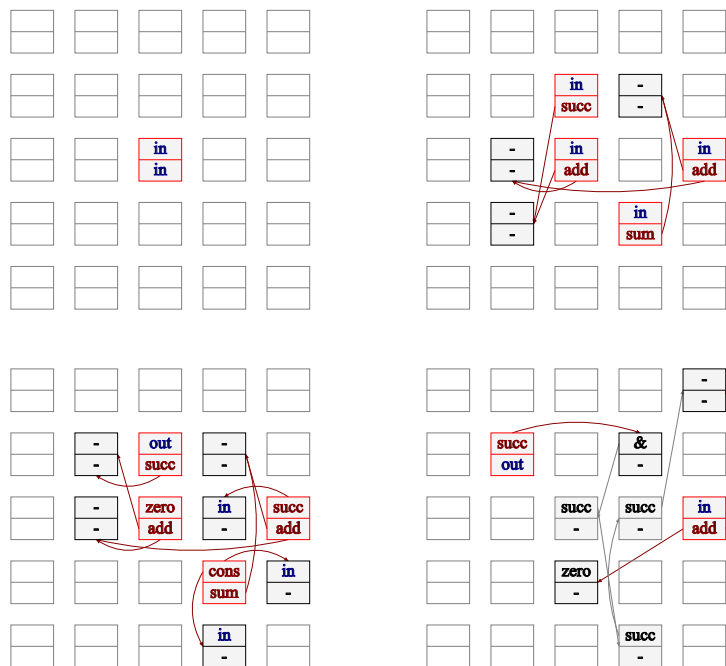 in
in
in
succ
-
-
-
-
in
add
in
add
-
-
in
sum
-
-
out
succ
-
-
-
-
zero
add
in
-
succ
add
cons
sum
in
-
in
-
-
-
succ
out
&
-
succ
-
succ
-
in
add
zero
-
succ
-